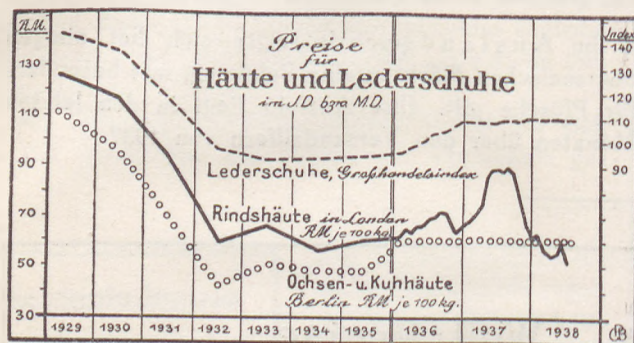 R.M.
Index
Preise
für
Häute und Lederschuhe
im J.D. bzw. M.D.
130
110
90
70
50
30
140
130
120
110
100
90
Lederschuhe, Großhandelsindex
Rindshäute in London
RM je 100 kg
Ochsen- u. Kuhhäute
Berlin RM je 100 kg.
1929 1930 1931 1932 1933 1934 1935 1936 1937 1938